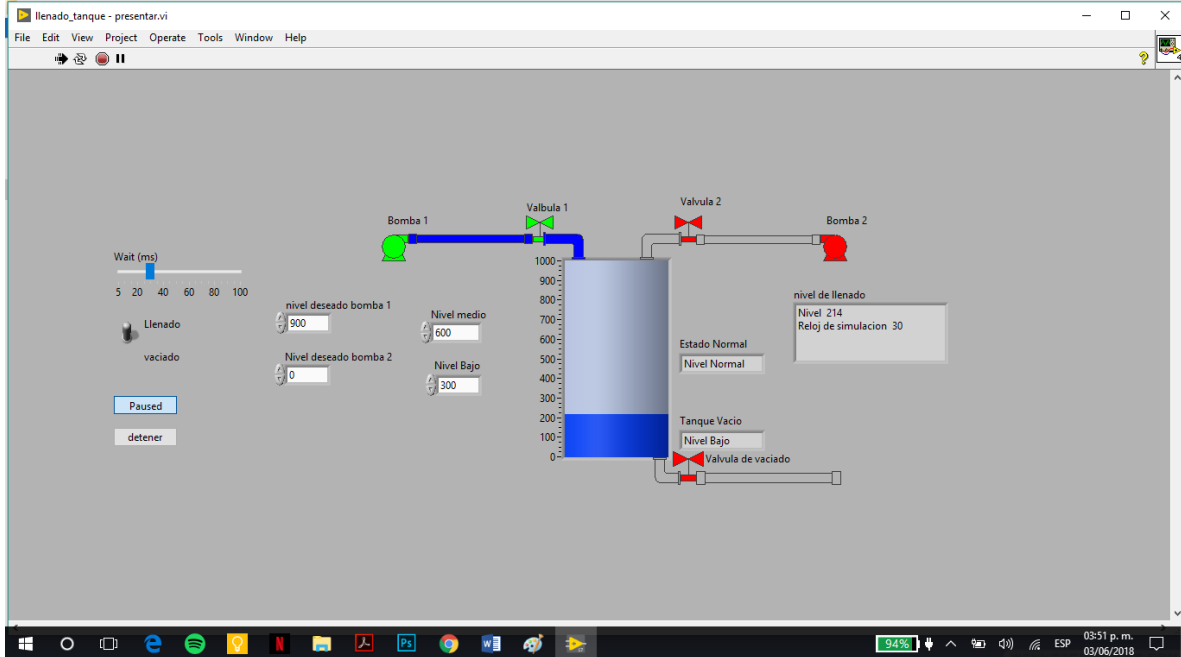 llenado_tanque - presentar.vi
File Edit View Project Operate Tools Window Help
Valbula 1
Valvula 2
Bomba 1
Bomba 2
Wait (ms)
5 20 40 60 80 100
Llenado
vaciado
Paused
detener
nivel deseado bomba 1
900
Nivel deseado bomba 2
0
Nivel medio
600
Nivel Bajo
300
1000
900
800
700
600
500
400
300
200
100
0
nivel de llenado
Nivel 214
Reloj de simulacion 30
Estado Normal
Nivel Normal
Tanque Vacio
Nivel Bajo
Valvula de vaciado
94%
ESP
03:51 p. m.
03/06/2018